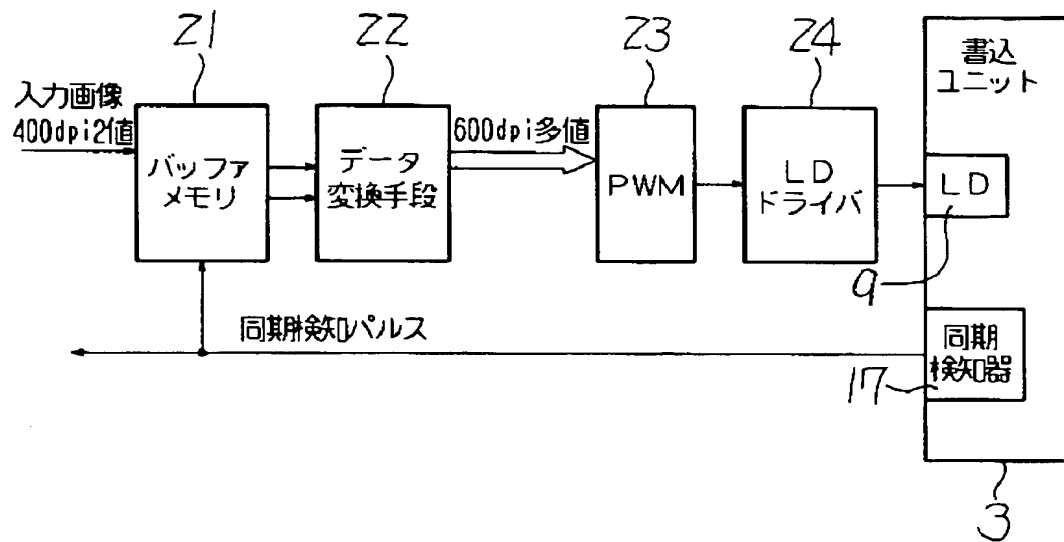 21
22
23
24
書込
ユニット
入力画像
400dpi2値
バッファ
メモリ
データ
変換手段
600dpi多値
PWM
LD
ドライバ
LD
9
同期検知パルス
同期
検知器
17
3